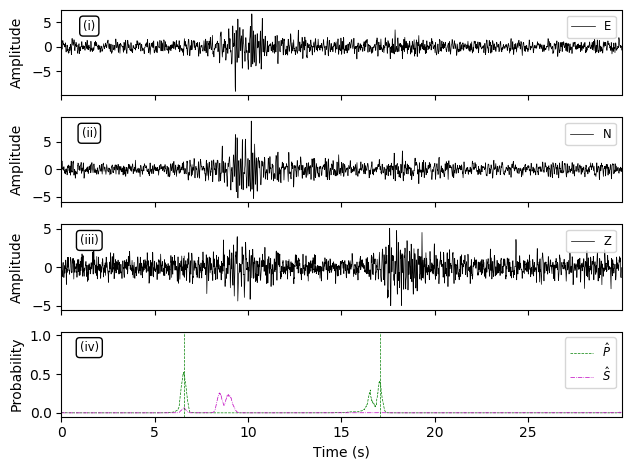 (i)
E
Amplitude
5
0
−5
(ii)
N
Amplitude
5
0
−5
(iii)
Z
Amplitude
5
0
−5
(iv)
P̂
Ŝ
Probability
1.0
0.5
0.0
0 5 10 15 20 25
Time (s)